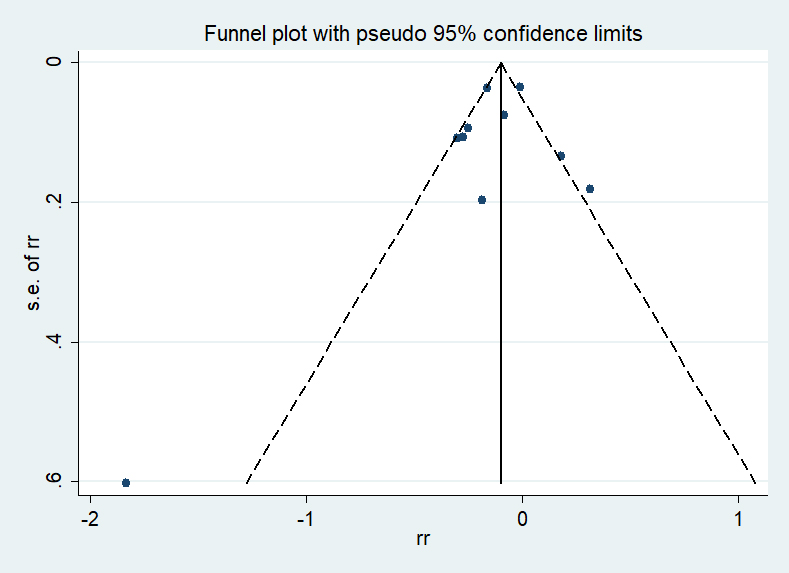 Funnel plot with pseudo 95% confidence limits
0
.2
.4
.6
s.e. of rr
-2
-1
0
1
rr